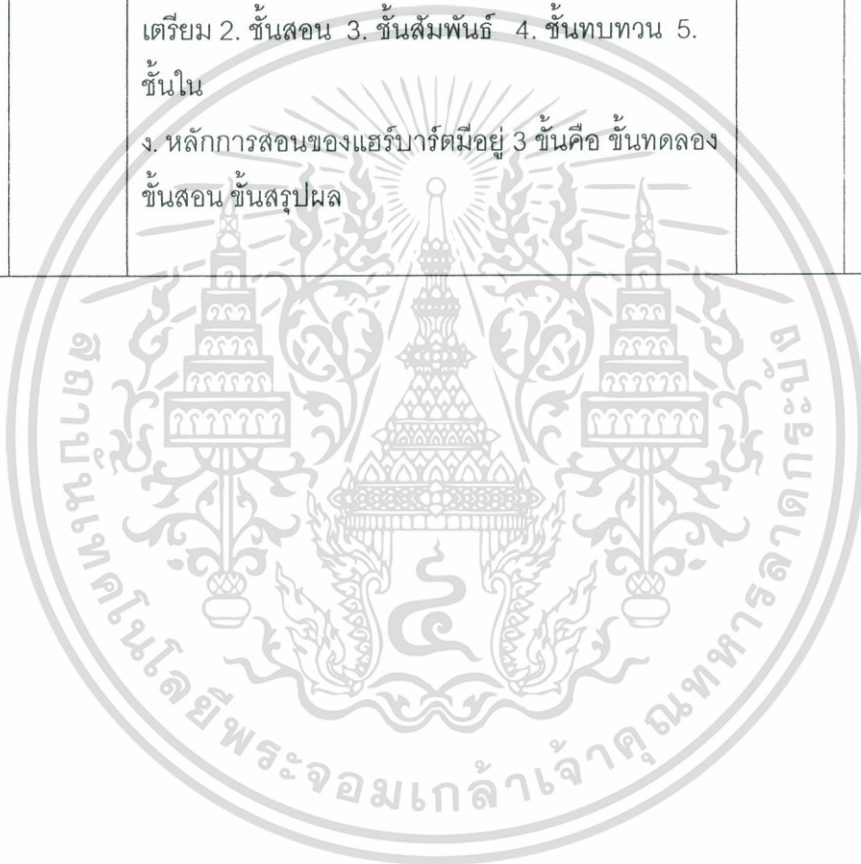 เตรียม 2. ชั้นสอน 3. ชั้นสัมพันธ์ 4. ชั้นทบทวน 5.
ชั้นใน
ง. หลักการสอนของแฮร์บาร์ตมีอยู่ 3 ขั้นคือ ขั้นทดลอง
ขั้นสอน ขั้นสรุปผล
สถาบันเทคโนโลยีพระจอมเกล้าเจ้าคุณทหารลาดกระบัง